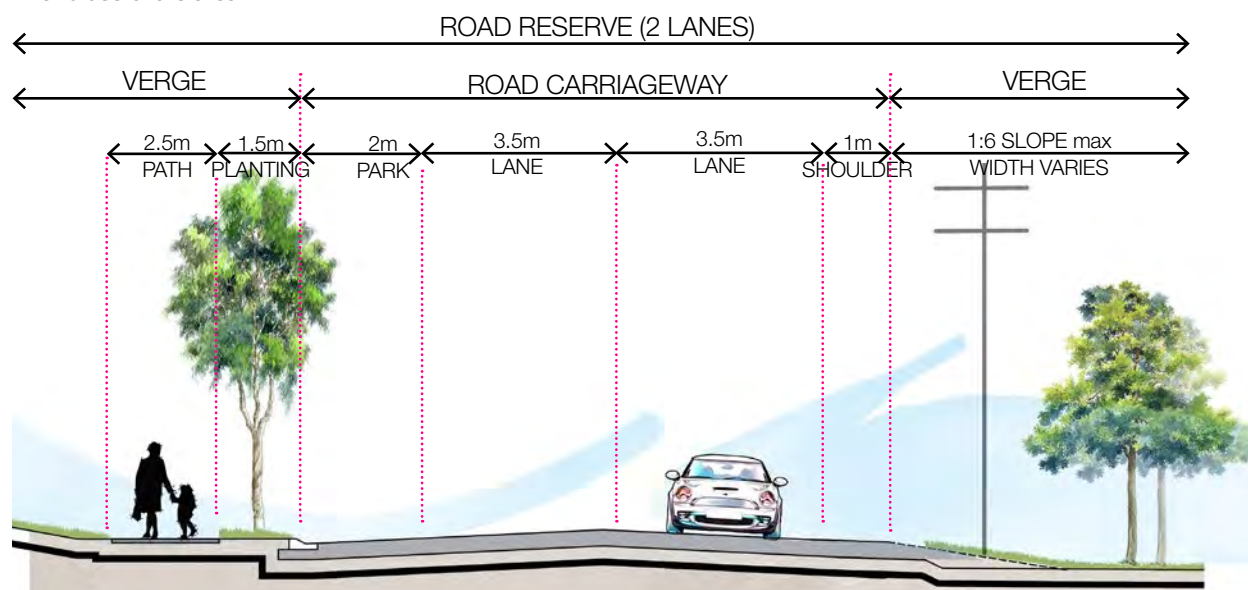 ROAD RESERVE (2 LANES)
VERGE
ROAD CARRIAGEWAY
VERGE
2.5m
PATH
1.5m
PLANTING
2m
PARK
3.5m
LANE
3.5m
LANE
1m
SHOULDER
1:6 SLOPE max
WIDTH VARIES